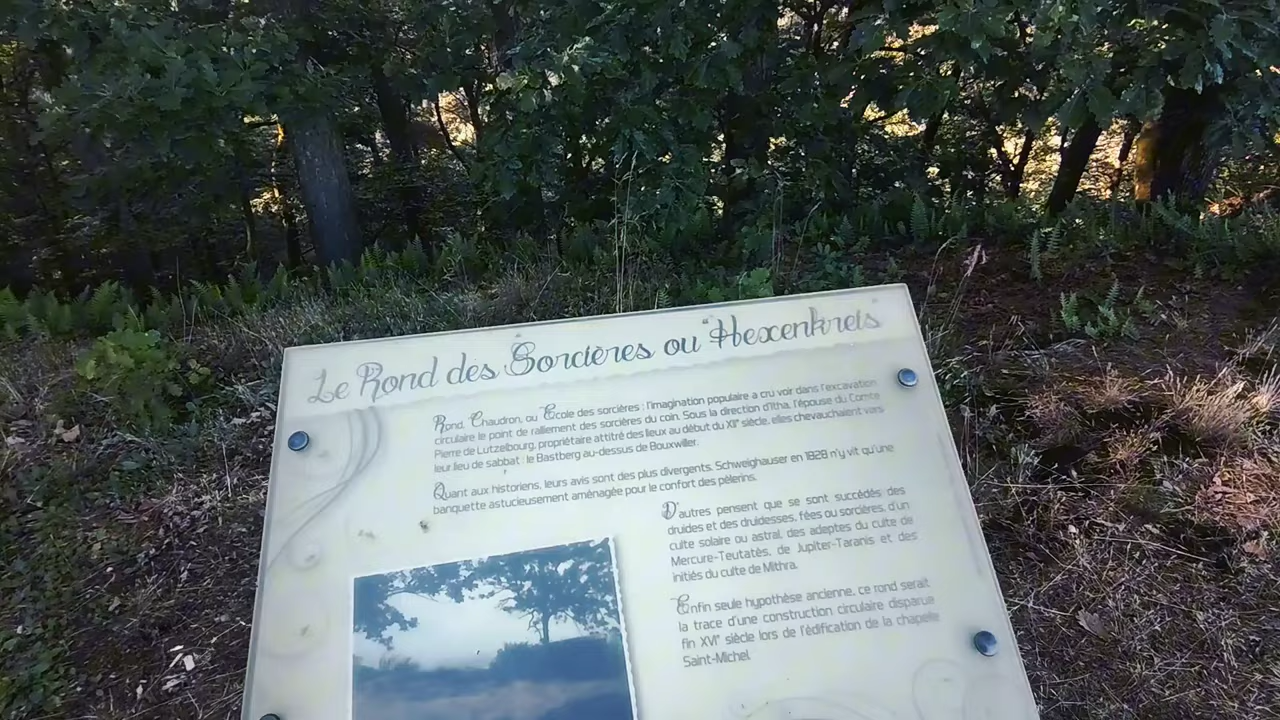 Le Rond des Sorcières ou "Hexenkreis
Rond, Chaudron, ou École des sorcières : l'imagination populaire a cru voir dans l'excavation
circulaire le point de ralliement des sorcières du coin. Sous la direction d'Itha, l'épouse du Comte
Pierre de Lutzelbourg, propriétaire attitré des lieux au début du XIIe siècle, elles chevauchaient vers
leur lieu de sabbat : le Bastberg au-dessus de Bouxwiller.
Quant aux historiens, leurs avis sont des plus divergents. Schweighauser en 1828 n'y vit qu'une
banquette astucieusement aménagée pour le confort des pèlerins.
D'autres pensent que se sont succédés des
druides et des druidesses, fées ou sorcières, d'un
culte solaire ou astral, des adeptes du culte de
Mercure-Teutatès, de Jupiter-Taranis et des
initiés du culte de Mithra.
Enfin seule hypothèse ancienne, ce rond serait
la trace d'une construction circulaire disparue
fin XVIe siècle lors de l'édification de la chapelle
Saint-Michel.